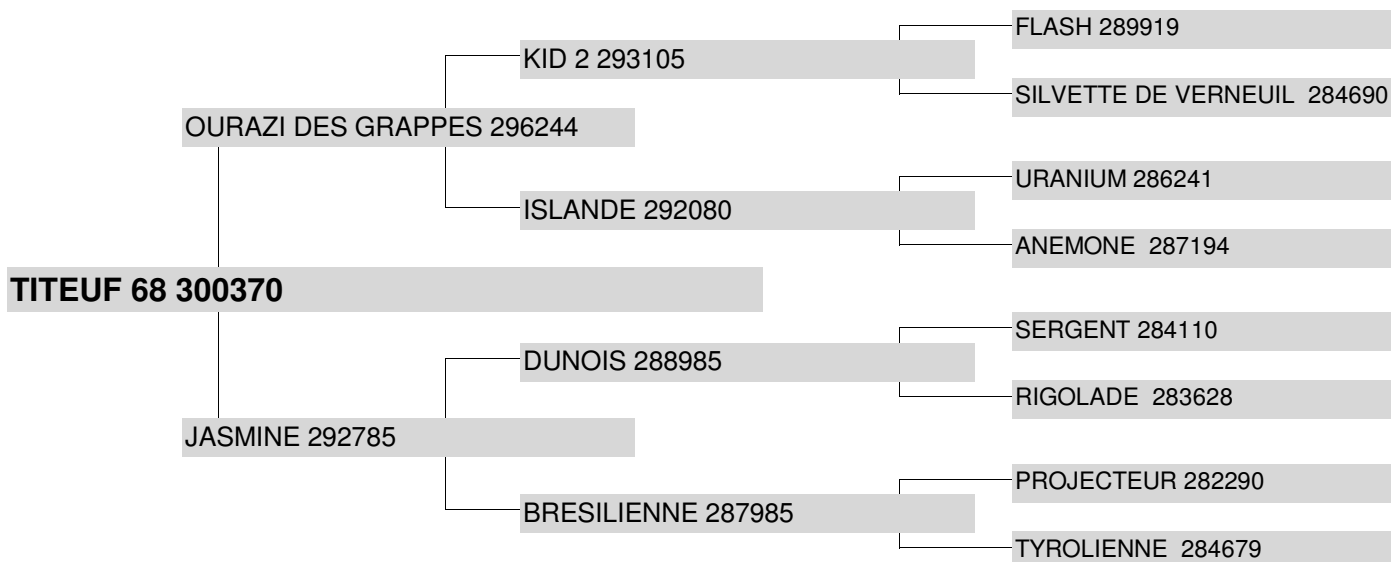 FLASH 289919
KID 2 293105
SILVETTE DE VERNEUIL 284690
OURAZI DES GRAPPES 296244
URANIUM 286241
ISLANDE 292080
ANEMONE 287194
TITEUF 68 300370
SERGENT 284110
DUNOIS 288985
RIGOLADE 283628
JASMINE 292785
PROJECTEUR 282290
BRESILIENNE 287985
TYROLIENNE 284679